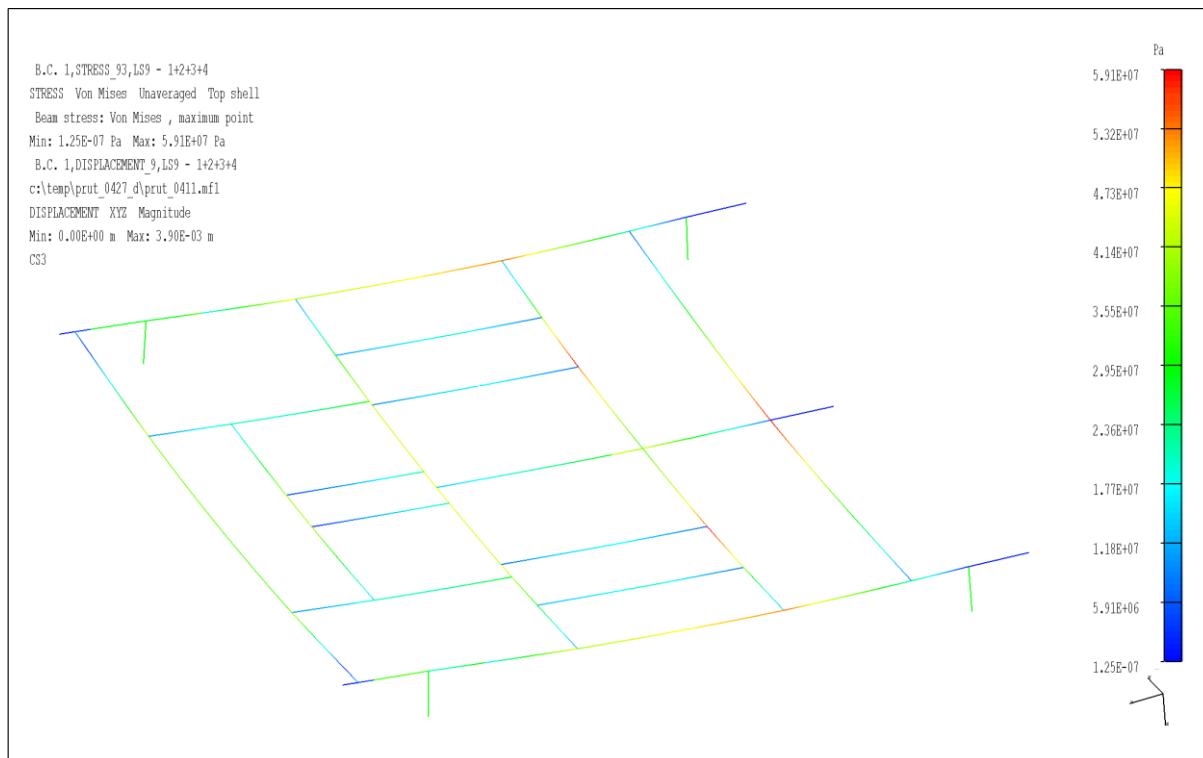 B.C. 1,STRESS_93,LS9 - 1+2+3+4
STRESS Von Mises Unaveraged Top shell
Beam stress: Von Mises , maximum point
Min: 1.25E-07 Pa Max: 5.91E+07 Pa
B.C. 1,DISPLACEMENT_9,LS9 - 1+2+3+4
c:\temp\prut_0427_d\prut_0411.mf1
DISPLACEMENT XYZ Magnitude
Min: 0.00E+00 m Max: 3.90E-03 m
CS3
Pa
5.91E+07
5.32E+07
4.73E+07
4.14E+07
3.55E+07
2.95E+07
2.36E+07
1.77E+07
1.18E+07
5.91E+06
1.25E-07